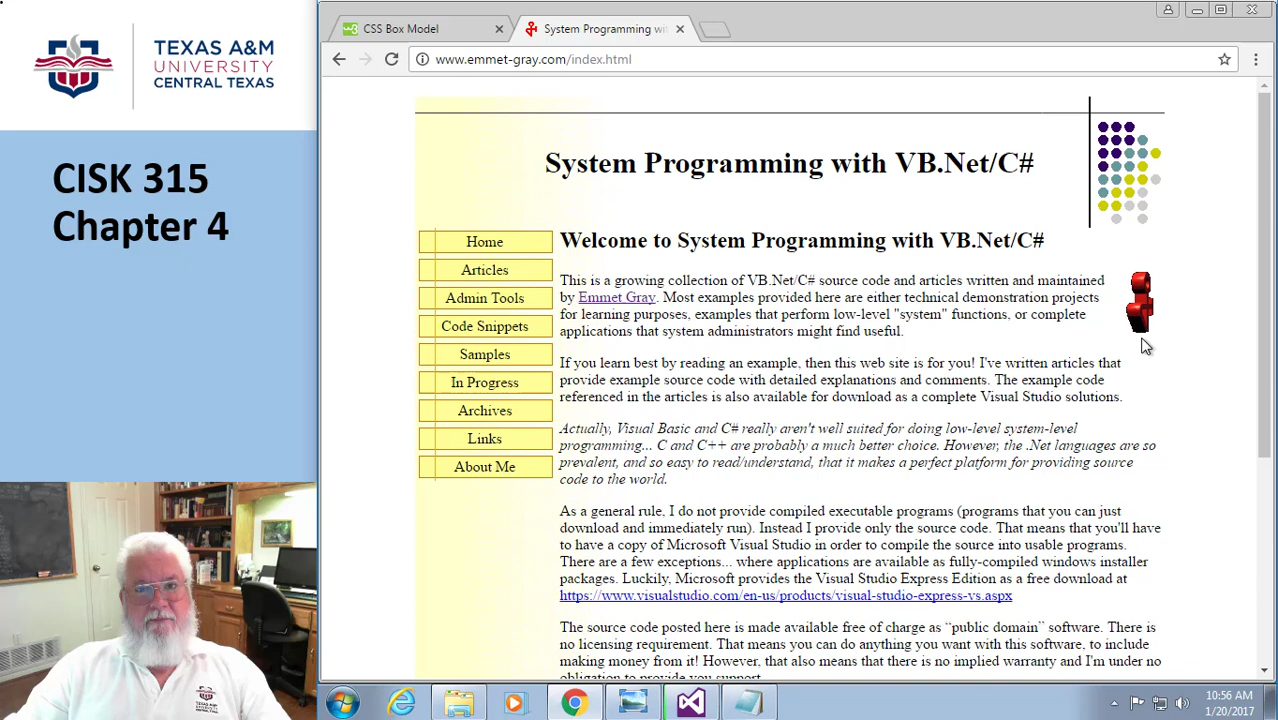 TEXAS A&M
UNIVERSITY
CENTRAL TEXAS
CISK 315
Chapter 4
CSS Box Model
System Programming wit
www.emmet-gray.com/index.html
System Programming with VB.Net/C#
Home
Articles
Admin Tools
Code Snippets
Samples
In Progress
Archives
Links
About Me
Welcome to System Programming with VB.Net/C#
This is a growing collection of VB.Net/C# source code and articles written and maintained
by Emmet Gray. Most examples provided here are either technical demonstration projects
for learning purposes, examples that perform low-level "system" functions, or complete
applications that system administrators might find useful.
If you learn best by reading an example, then this web site is for you! I've written articles that
provide example source code with detailed explanations and comments. The example code
referenced in the articles is also available for download as a complete Visual Studio solutions.
Actually, Visual Basic and C# really aren't well suited for doing low-level system-level
programming... C and C++ are probably a much better choice. However, the .Net languages are so
prevalent, and so easy to read/understand, that it makes a perfect platform for providing source
code to the world.
As a general rule, I do not provide compiled executable programs (programs that you can just
download and immediately run). Instead I provide only the source code. That means that you'll
have to have a copy of Microsoft Visual Studio in order to compile the source into usable programs.
There are a few exceptions... where applications are available as fully-compiled windows installer
packages. Luckily, Microsoft provides the Visual Studio Express Edition as a free download at
https://www.visualstudio.com/en-us/products/visual-studio-express-vs.aspx
The source code posted here is made available free of charge as “public domain” software. There is
no licensing requirement. That means you can do anything you want with this software, to include
making money from it! However, that also means that there is no implied warranty and I'm under no
obligation to provide you support.
10:56 AM
1/20/2017